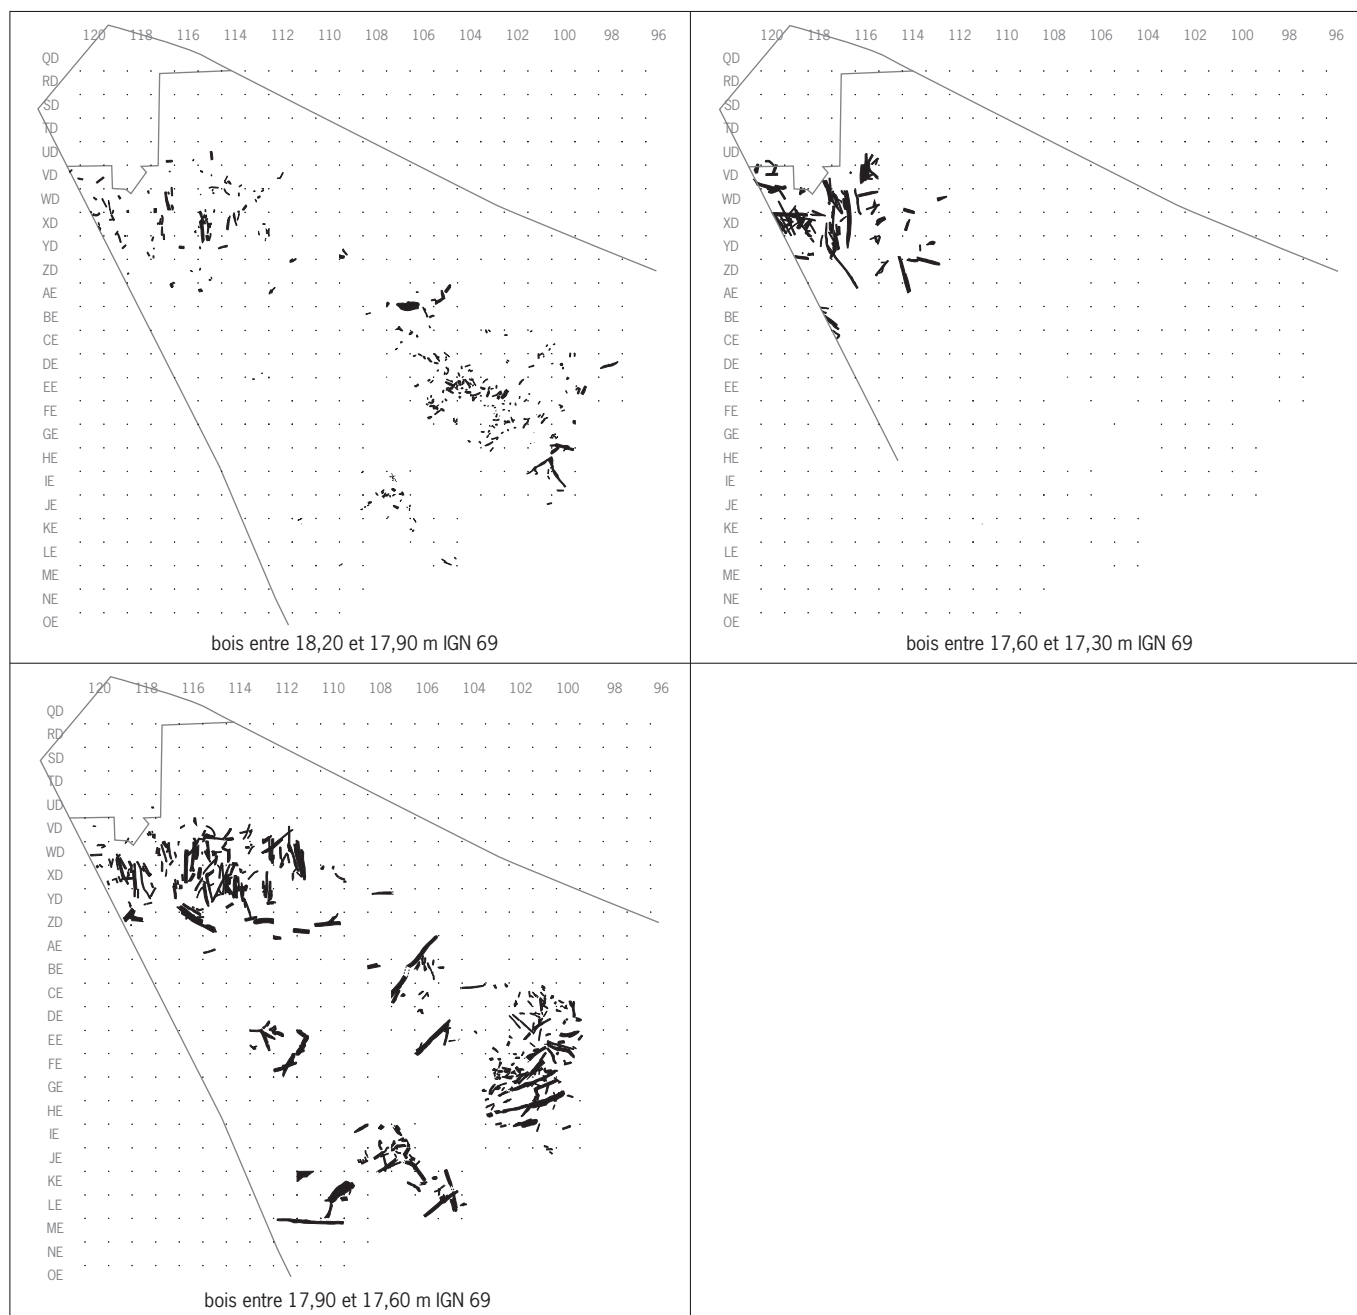 120 118 116 114 112 110 108 106 104 102 100 98 96
QD
RD
SD
TD
UD
VD
WD
XD
YD
ZD
AE
BE
CE
DE
EE
FE
GE
HE
IE
JE
KE
LE
ME
NE
OE
bois entre 18,20 et 17,90 m IGN 69
120 118 116 114 112 110 108 106 104 102 100 98 96
QD
RD
SD
TD
UD
VD
WD
XD
YD
ZD
AE
BE
CE
DE
EE
FE
GE
HE
IE
JE
KE
LE
ME
NE
OE
bois entre 17,60 et 17,30 m IGN 69
120 118 116 114 112 110 108 106 104 102 100 98 96
QD
RD
SD
TD
UD
VD
WD
XD
YD
ZD
AE
BE
CE
DE
EE
FE
GE
HE
IE
JE
KE
LE
ME
NE
OE
bois entre 17,90 et 17,60 m IGN 69